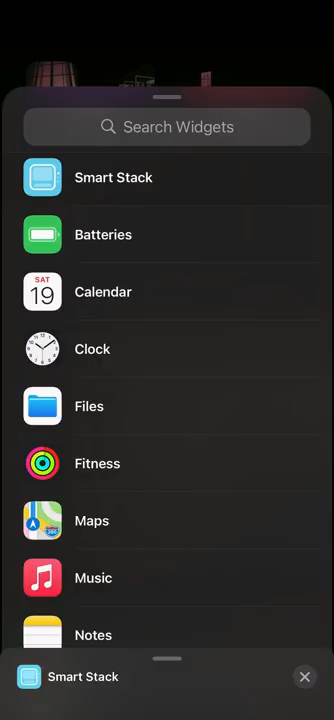 Search Widgets
Smart Stack
Batteries
SAT
19
Calendar
Clock
Files
Fitness
Maps
Music
Notes
Smart Stack